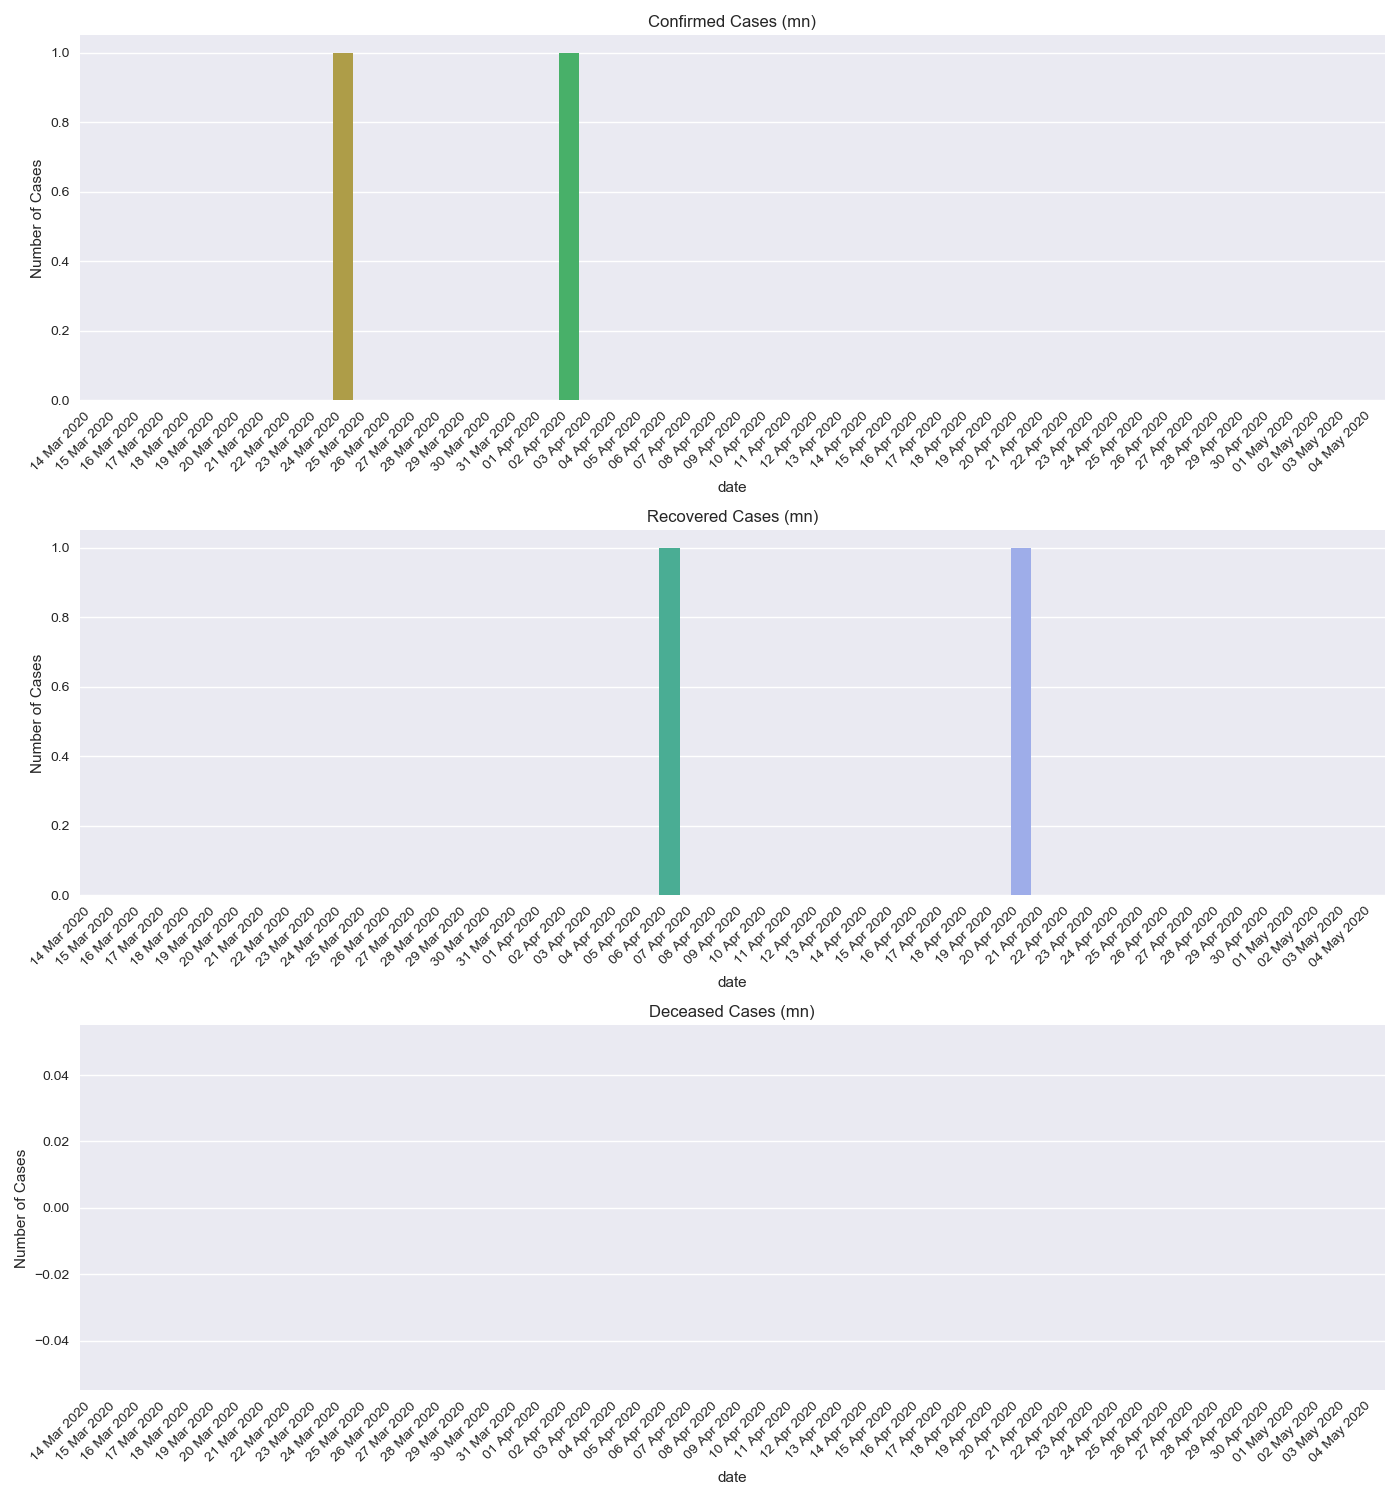 Confirmed Cases (mn)
1.0
0.8
0.6
0.4
0.2
0.0
Number of Cases
14 Mar 2020
15 Mar 2020
16 Mar 2020
17 Mar 2020
18 Mar 2020
19 Mar 2020
20 Mar 2020
21 Mar 2020
22 Mar 2020
23 Mar 2020
24 Mar 2020
25 Mar 2020
26 Mar 2020
27 Mar 2020
28 Mar 2020
29 Mar 2020
30 Mar 2020
31 Mar 2020
01 Apr 2020
02 Apr 2020
03 Apr 2020
04 Apr 2020
05 Apr 2020
06 Apr 2020
07 Apr 2020
08 Apr 2020
09 Apr 2020
10 Apr 2020
11 Apr 2020
12 Apr 2020
13 Apr 2020
14 Apr 2020
15 Apr 2020
16 Apr 2020
17 Apr 2020
18 Apr 2020
19 Apr 2020
20 Apr 2020
21 Apr 2020
22 Apr 2020
23 Apr 2020
24 Apr 2020
25 Apr 2020
26 Apr 2020
27 Apr 2020
28 Apr 2020
29 Apr 2020
30 Apr 2020
01 May 2020
02 May 2020
03 May 2020
04 May 2020
date
Recovered Cases (mn)
1.0
0.8
0.6
0.4
0.2
0.0
Number of Cases
14 Mar 2020
15 Mar 2020
16 Mar 2020
17 Mar 2020
18 Mar 2020
19 Mar 2020
20 Mar 2020
21 Mar 2020
22 Mar 2020
23 Mar 2020
24 Mar 2020
25 Mar 2020
26 Mar 2020
27 Mar 2020
28 Mar 2020
29 Mar 2020
30 Mar 2020
31 Mar 2020
01 Apr 2020
02 Apr 2020
03 Apr 2020
04 Apr 2020
05 Apr 2020
06 Apr 2020
07 Apr 2020
08 Apr 2020
09 Apr 2020
10 Apr 2020
11 Apr 2020
12 Apr 2020
13 Apr 2020
14 Apr 2020
15 Apr 2020
16 Apr 2020
17 Apr 2020
18 Apr 2020
19 Apr 2020
20 Apr 2020
21 Apr 2020
22 Apr 2020
23 Apr 2020
24 Apr 2020
25 Apr 2020
26 Apr 2020
27 Apr 2020
28 Apr 2020
29 Apr 2020
30 Apr 2020
01 May 2020
02 May 2020
03 May 2020
04 May 2020
date
Deceased Cases (mn)
0.04
0.02
0.00
−0.02
−0.04
Number of Cases
14 Mar 2020
15 Mar 2020
16 Mar 2020
17 Mar 2020
18 Mar 2020
19 Mar 2020
20 Mar 2020
21 Mar 2020
22 Mar 2020
23 Mar 2020
24 Mar 2020
25 Mar 2020
26 Mar 2020
27 Mar 2020
28 Mar 2020
29 Mar 2020
30 Mar 2020
31 Mar 2020
01 Apr 2020
02 Apr 2020
03 Apr 2020
04 Apr 2020
05 Apr 2020
06 Apr 2020
07 Apr 2020
08 Apr 2020
09 Apr 2020
10 Apr 2020
11 Apr 2020
12 Apr 2020
13 Apr 2020
14 Apr 2020
15 Apr 2020
16 Apr 2020
17 Apr 2020
18 Apr 2020
19 Apr 2020
20 Apr 2020
21 Apr 2020
22 Apr 2020
23 Apr 2020
24 Apr 2020
25 Apr 2020
26 Apr 2020
27 Apr 2020
28 Apr 2020
29 Apr 2020
30 Apr 2020
01 May 2020
02 May 2020
03 May 2020
04 May 2020
date